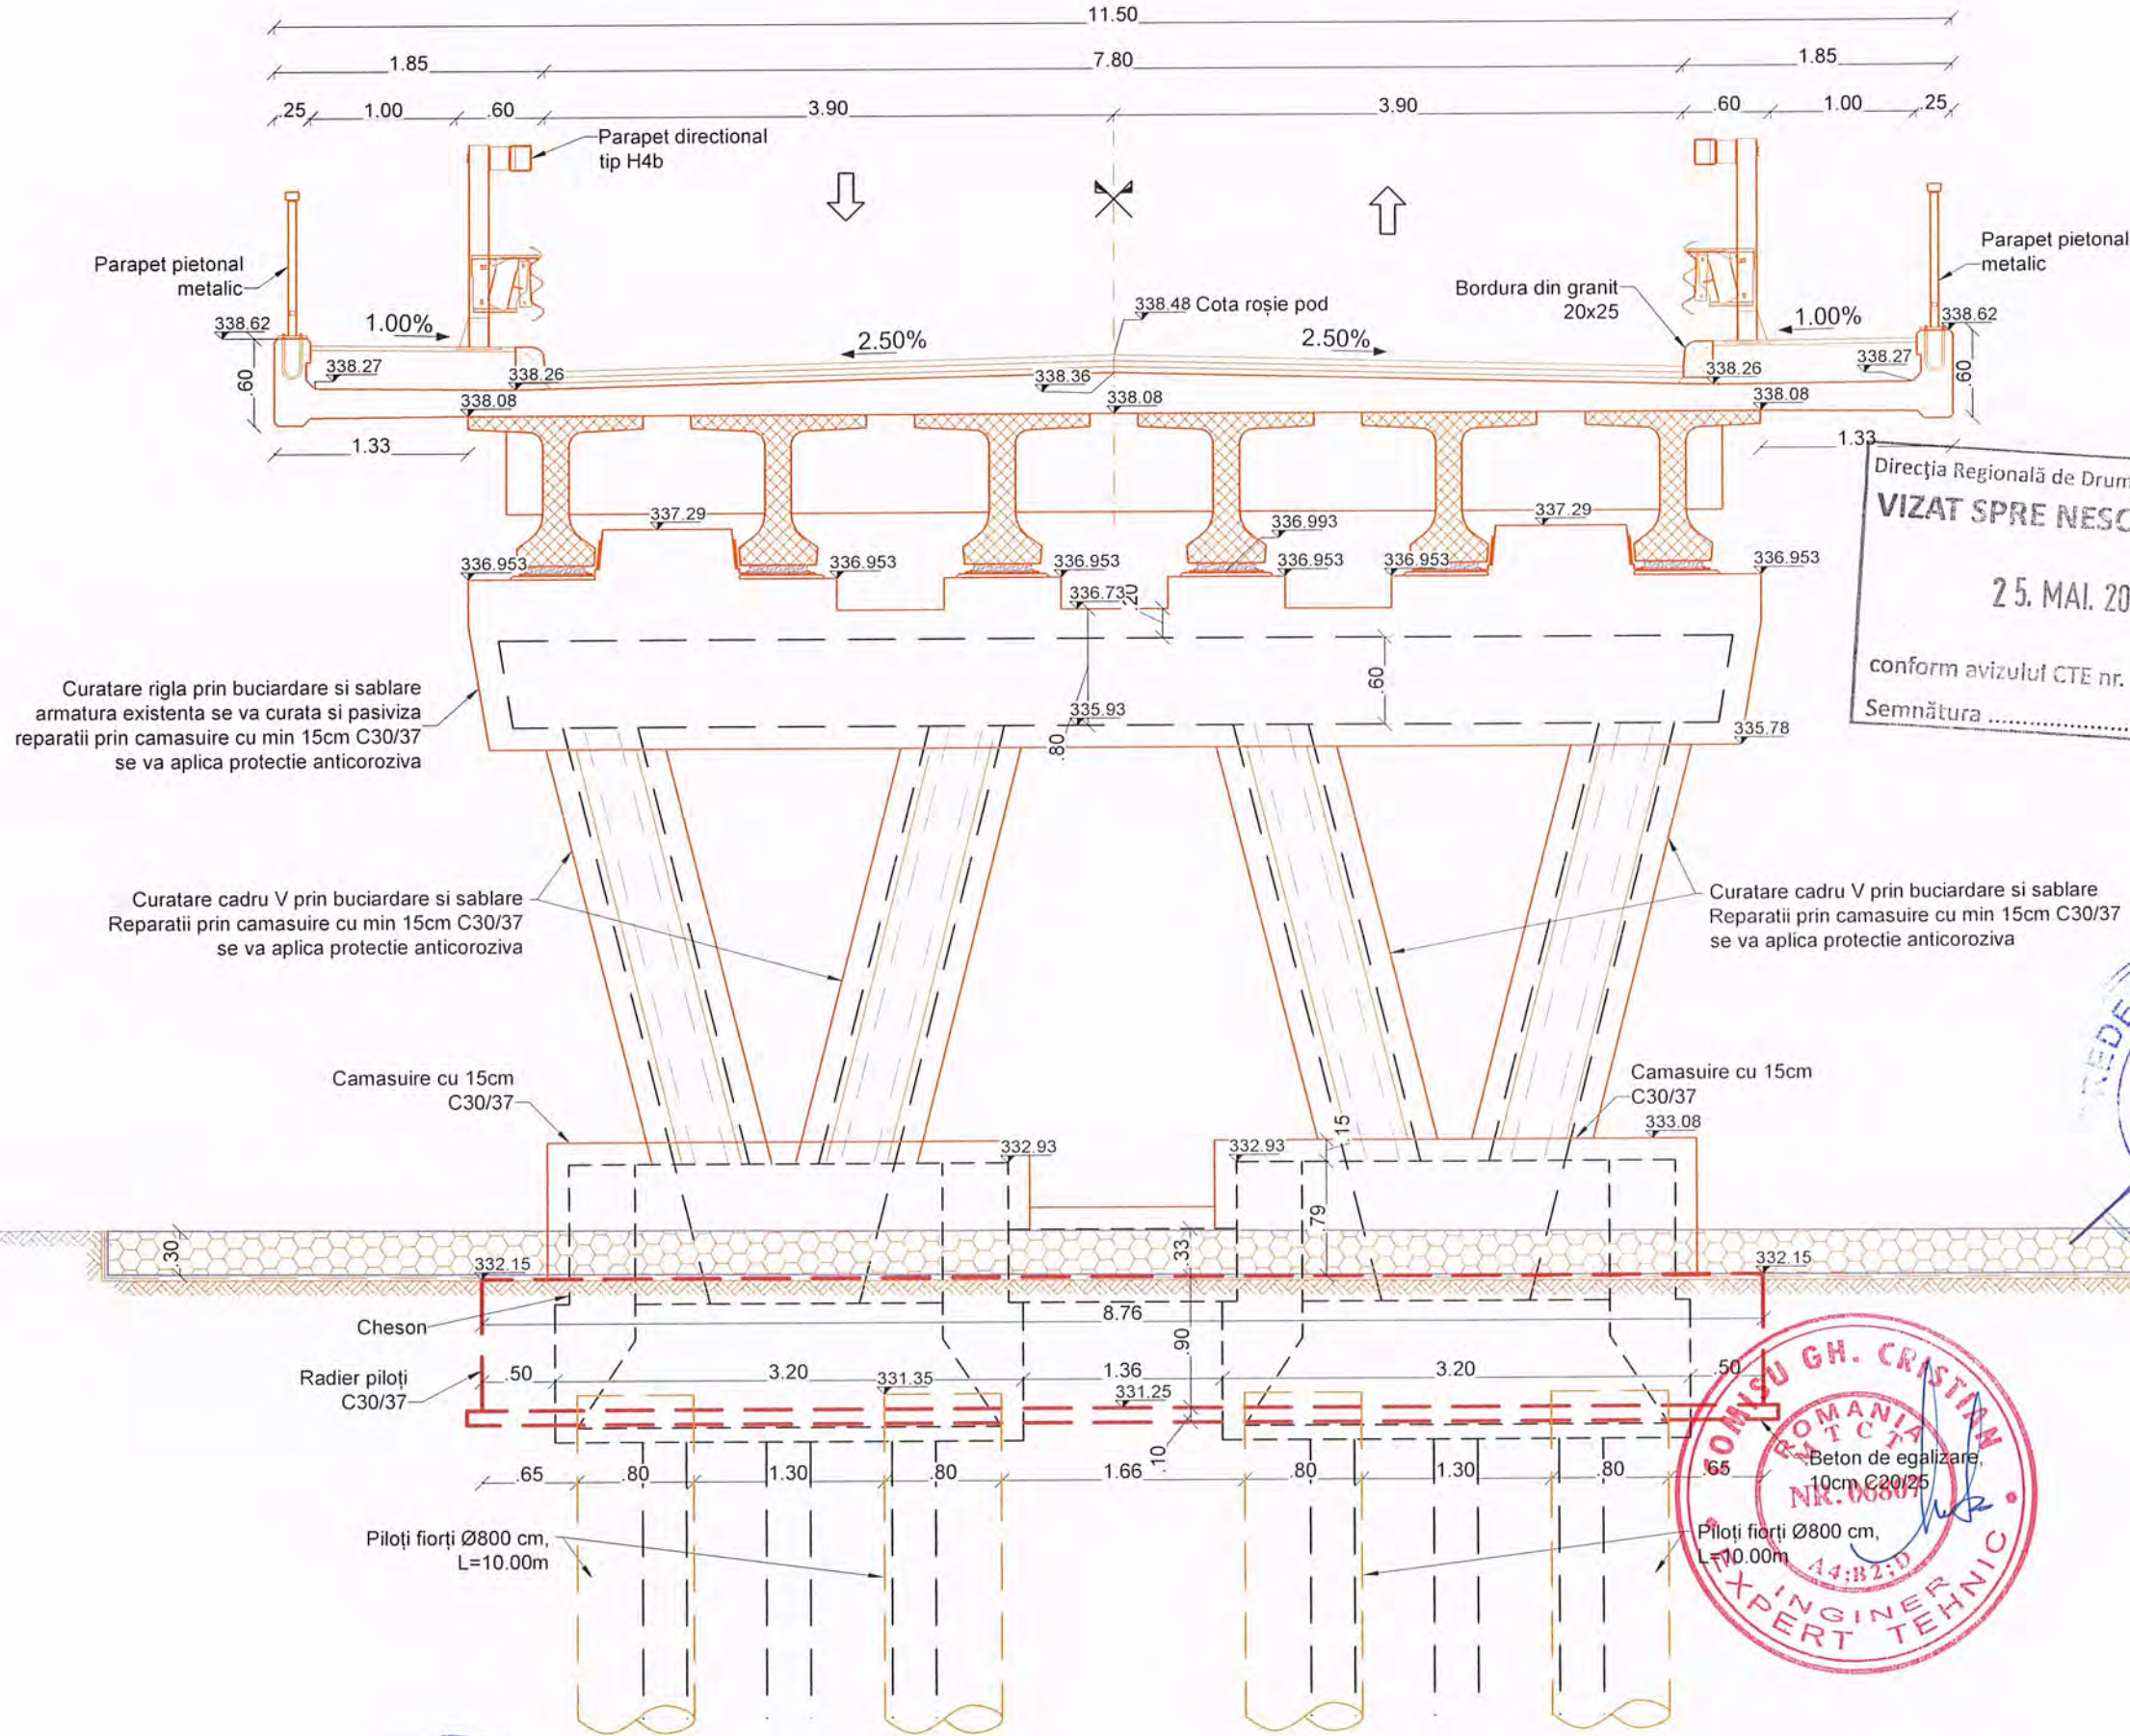 11.50
1.85 7.80 1.85
.25 1.00 .60 3.90 3.90 .60 1.00 .25
Parapet directional
tip H4b
Parapet pietonal
metalic
Parapet pietonal
metalic
Bordura din granit
20x25
338.48 Cota roșie pod
338.62 1.00% 2.50% 2.50% 1.00% 338.62
.60 338.27 338.26 338.36 338.26 338.27 .60
338.08 338.08 338.08
1.33 1.33
Direcția Regională de Drum
VIZAT SPRE NESC
25. MAI. 20
conform avizului CTE nr.
Semnătura
337.29 336.993 337.29
336.953 336.953 336.953 336.953 336.953 336.953
336.73 .20
.60
335.93
.80
335.78
Curatare rigla prin buciardare si sablare
armatura existenta se va curata si pasiviza
reparatii prin camasuire cu min 15cm C30/37
se va aplica protectie anticoroziva
Curatare cadru V prin buciardare si sablare
Reparatii prin camasuire cu min 15cm C30/37
se va aplica protectie anticoroziva
Curatare cadru V prin buciardare si sablare
Reparatii prin camasuire cu min 15cm C30/37
se va aplica protectie anticoroziva
Camasuire cu 15cm
C30/37
Camasuire cu 15cm
C30/37
333.08
.15
332.93 332.93
.79
.30 .33
332.15 332.15
Cheson
8.76
.90
Radier piloți
C30/37
.50 3.20 1.36 3.20 .50
331.35 331.25
.10
.65 .80 1.30 .80 1.66 .80 1.30 .80 .65
Beton de egalizare,
10cm C20/25
Piloți fiorți Ø800 cm,
L=10.00m
Piloți fiorți Ø800 cm,
L=10.00m
COMISU GH. CRISTIAN
ROMANIA
MTCT
NR. 06807
A4;B2;D
INGINER
EXPERT TEHNIC